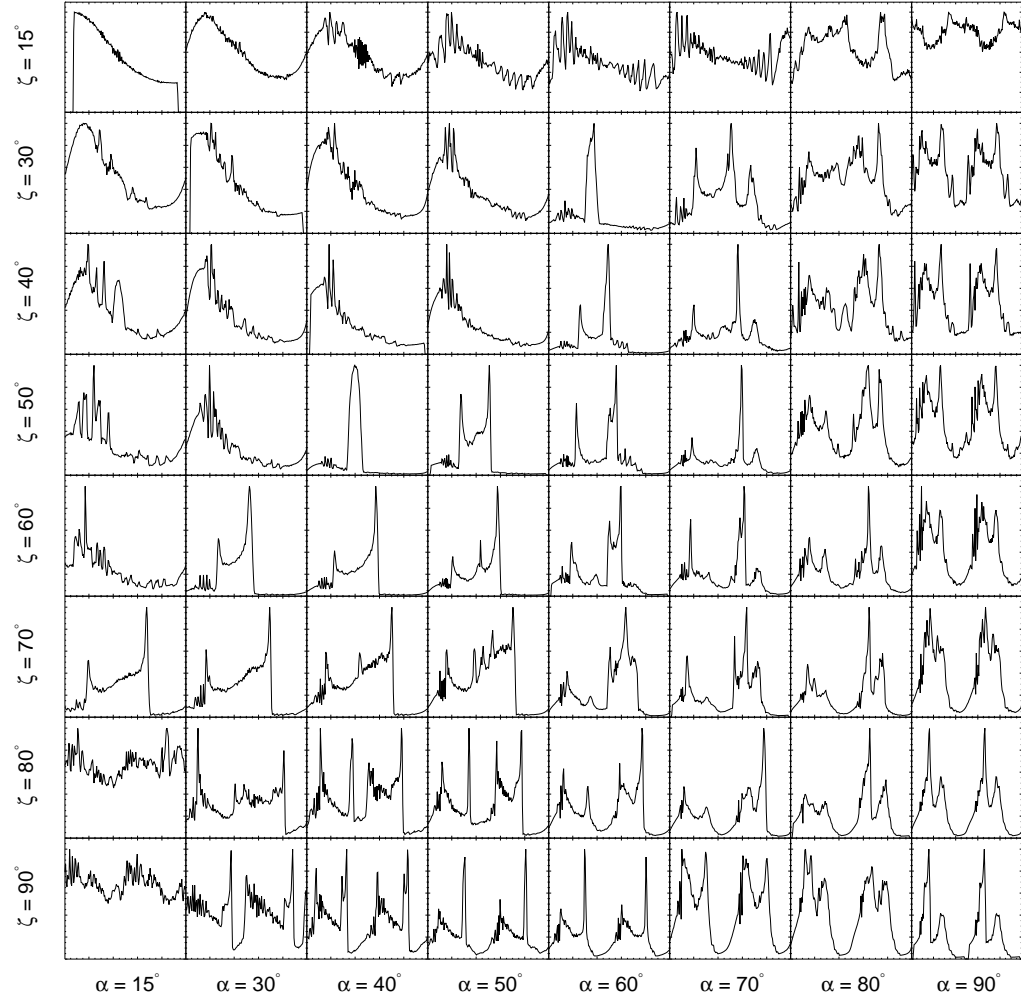 ζ = 15°
ζ = 30°
ζ = 40°
ζ = 50°
ζ = 60°
ζ = 70°
ζ = 80°
ζ = 90°
α = 15° α = 30° α = 40° α = 50° α = 60° α = 70° α = 80° α = 90°